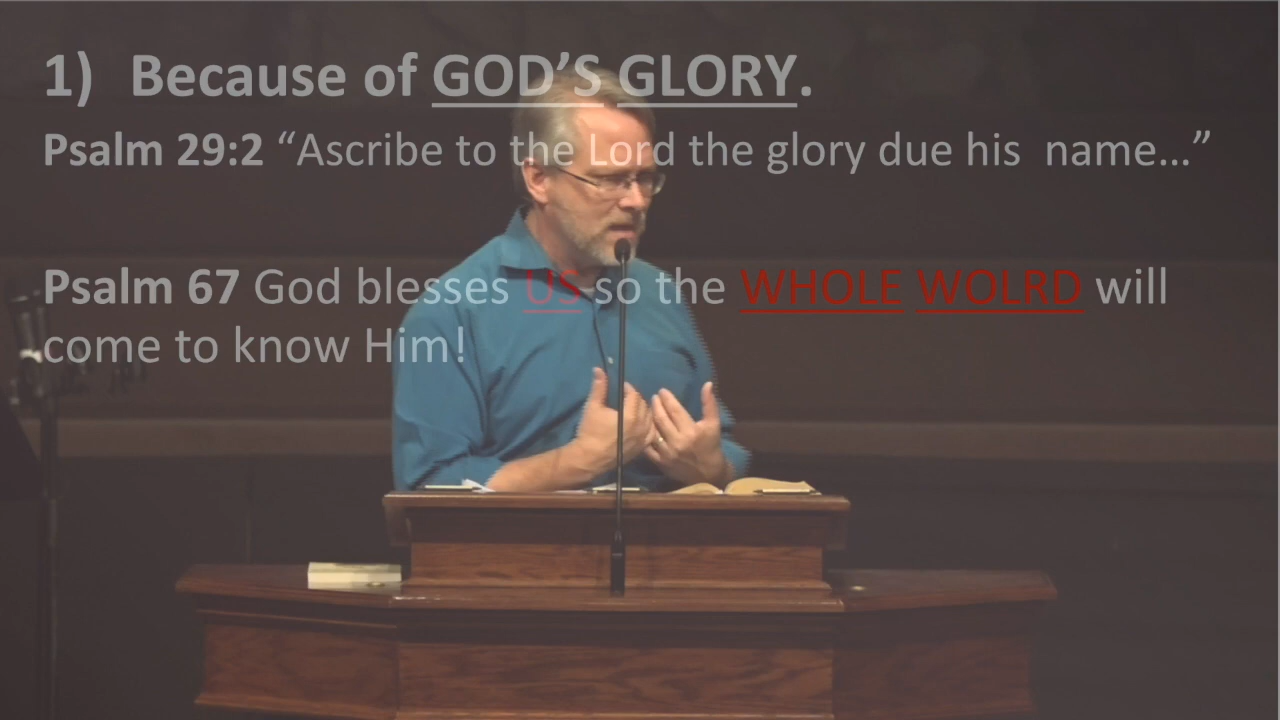 1) Because of GOD'S GLORY.
Psalm 29:2 “Ascribe to the Lord the glory due his name…”
Psalm 67 God blesses US so the WHOLE WOLRD will
come to know Him!